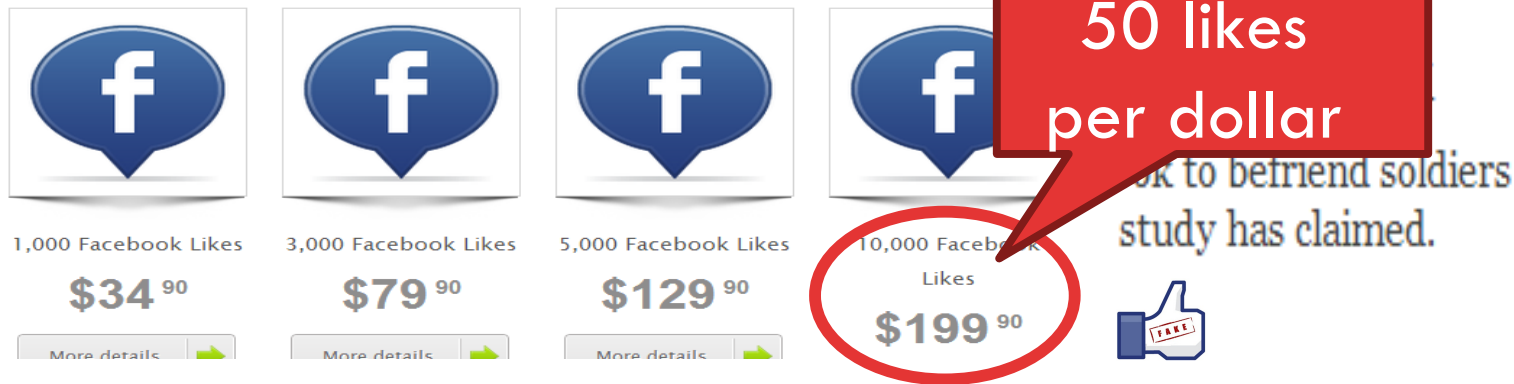 50 likes
per dollar
to befriend soldiers
study has claimed.
1,000 Facebook Likes
$34 90
More details
3,000 Facebook Likes
$79 90
More details
5,000 Facebook Likes
$129 90
More details
10,000 Facebook
Likes
$199 90
FAKE